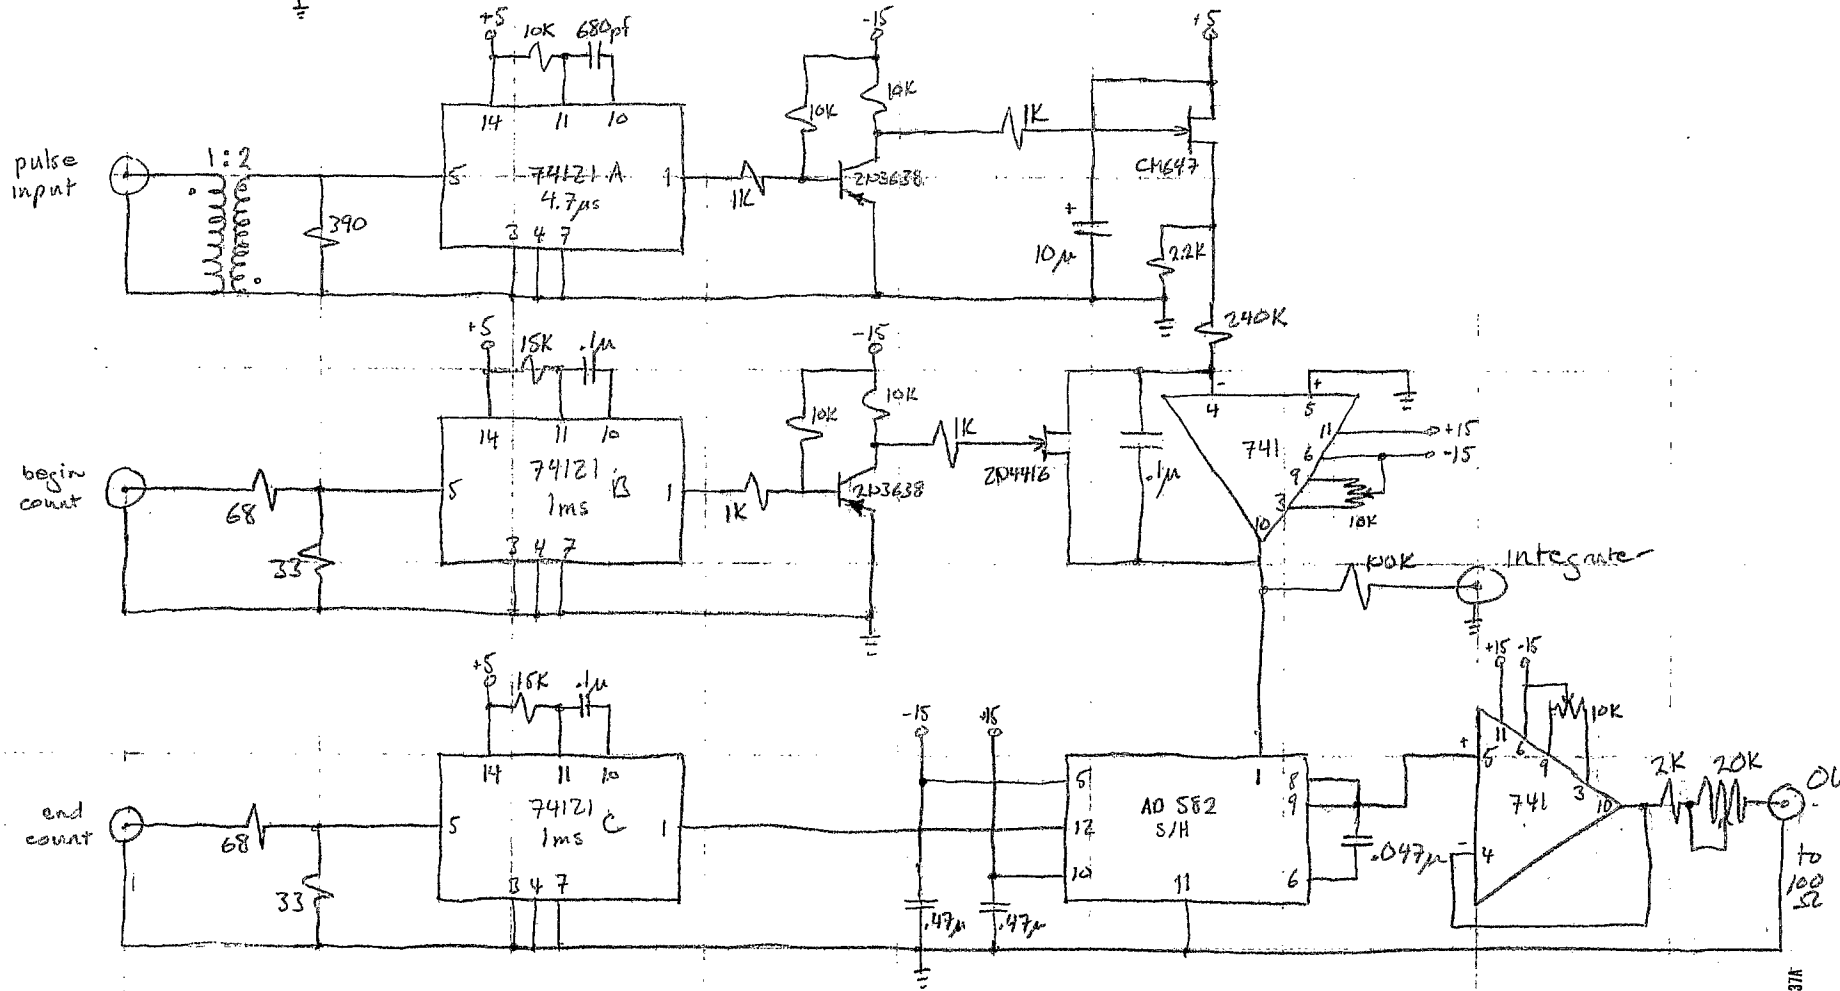 +5
10K
680pf
-15
+5
14
11
10
10K
10K
1K
pulse
input
1:2
5
74121 A
4.7µs
1
1K
2N3638
CM647
390
3 4 7
+
10µ
2.2K
240K
+5
15K
.1µ
-15
14
11
10
10K
10K
1K
-
4
+
5
begin
count
68
33
5
74121 B
1ms
1
1K
2N3638
2N4416
.1µ
741
11
+15
6
-15
9
3
10K
10
3 4 7
100K
Integrate
+5
15K
.1µ
-15
+15
+15
-15
10K
14
11
10
end
count
68
33
5
74121 C
1ms
1
3 4 7
.47µ
.47µ
12
10
AD 582
S/H
1
8
9
6
11
.047µ
+
5
11
6
9
3
741
10
-
4
2K
20K
to
100
Ω
37A